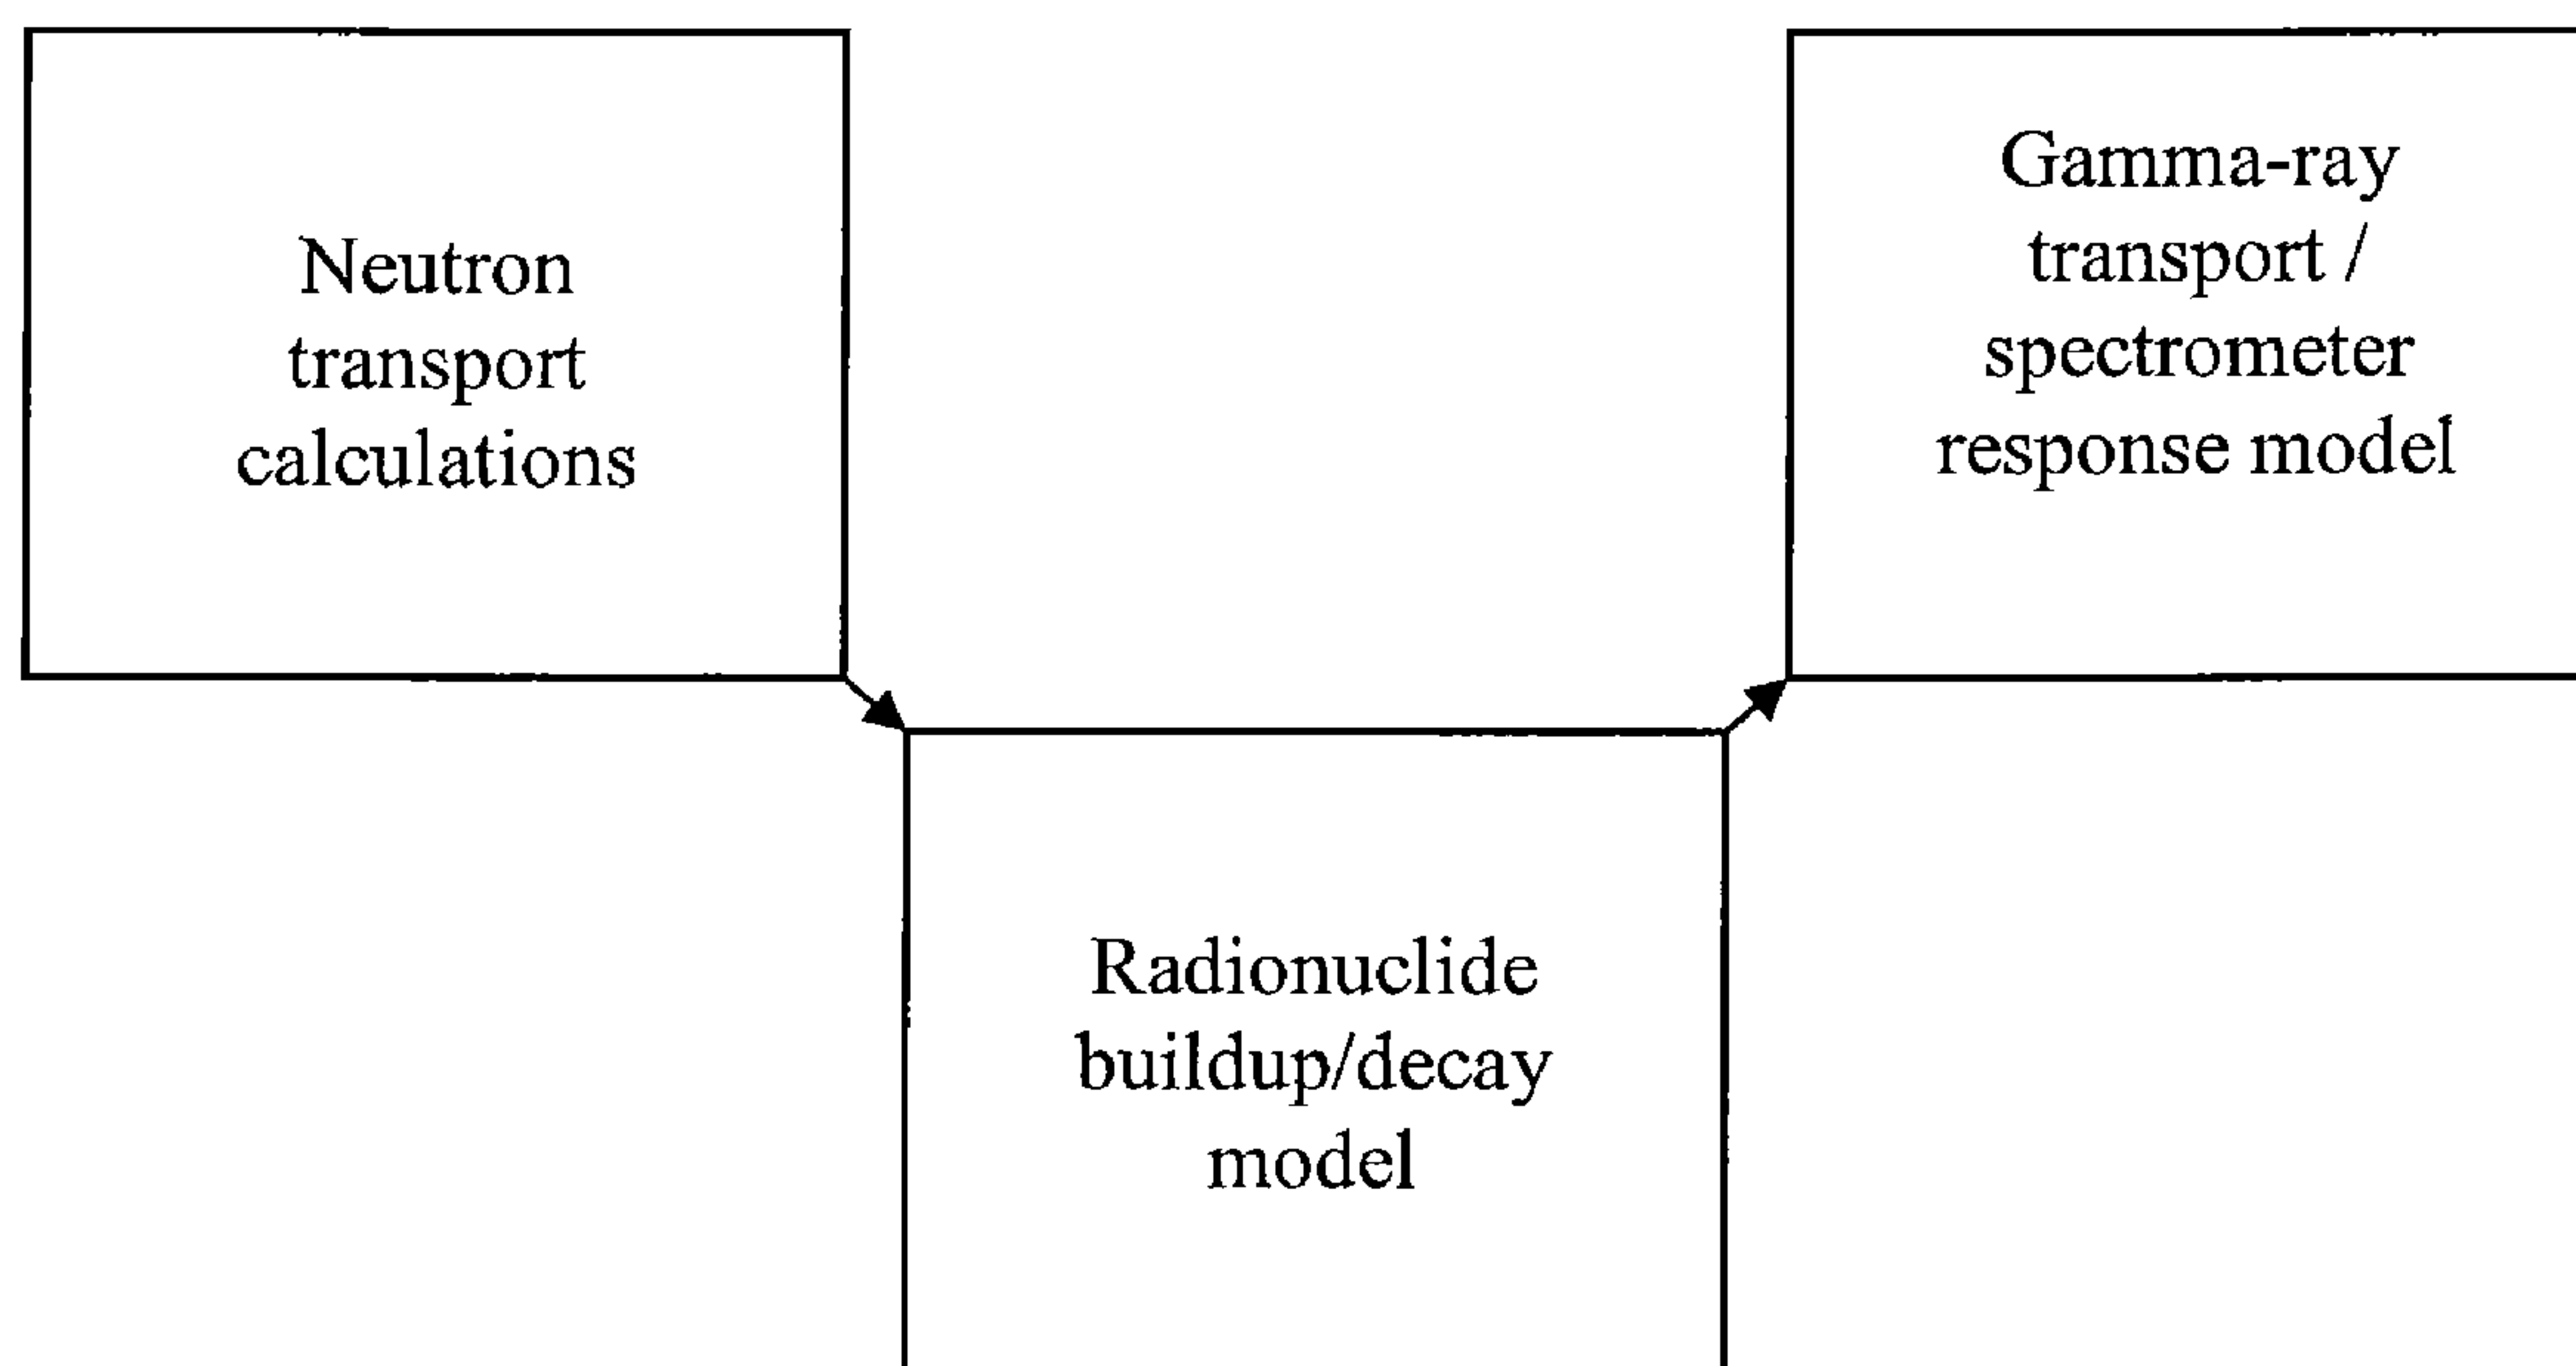 Neutron
transport
calculations
Radionuclide
buildup/decay
model
Gamma-ray
transport /
spectrometer
response model